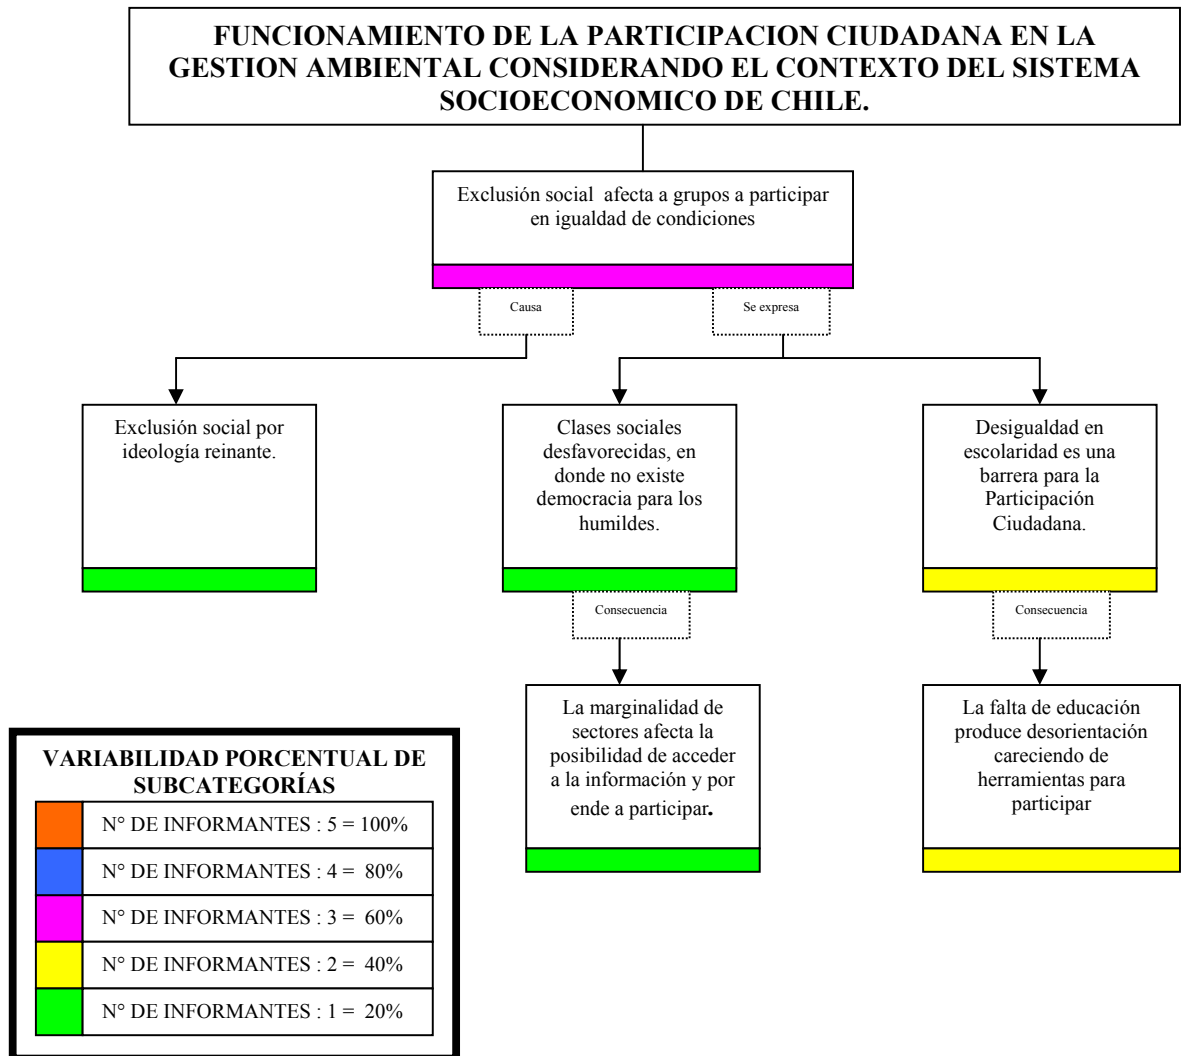 FUNCIONAMIENTO DE LA PARTICIPACION CIUDADANA EN LA
GESTION AMBIENTAL CONSIDERANDO EL CONTEXTO DEL SISTEMA
SOCIOECONOMICO DE CHILE.
Exclusión social afecta a grupos a participar
en igualdad de condiciones
Causa
Se expresa
Exclusión social por
ideología reinante.
Clases sociales
desfavorecidas, en
donde no existe
democracia para los
humildes.
Desigualdad en
escolaridad es una
barrera para la
Participación
Ciudadana.
Consecuencia
Consecuencia
La marginalidad de
sectores afecta la
posibilidad de acceder
a la información y por
ende a participar.
La falta de educación
produce desorientación
careciendo de
herramientas para
participar
VARIABILIDAD PORCENTUAL DE
SUBCATEGORÍAS
N° DE INFORMANTES : 5 = 100%
N° DE INFORMANTES : 4 = 80%
N° DE INFORMANTES : 3 = 60%
N° DE INFORMANTES : 2 = 40%
N° DE INFORMANTES : 1 = 20%